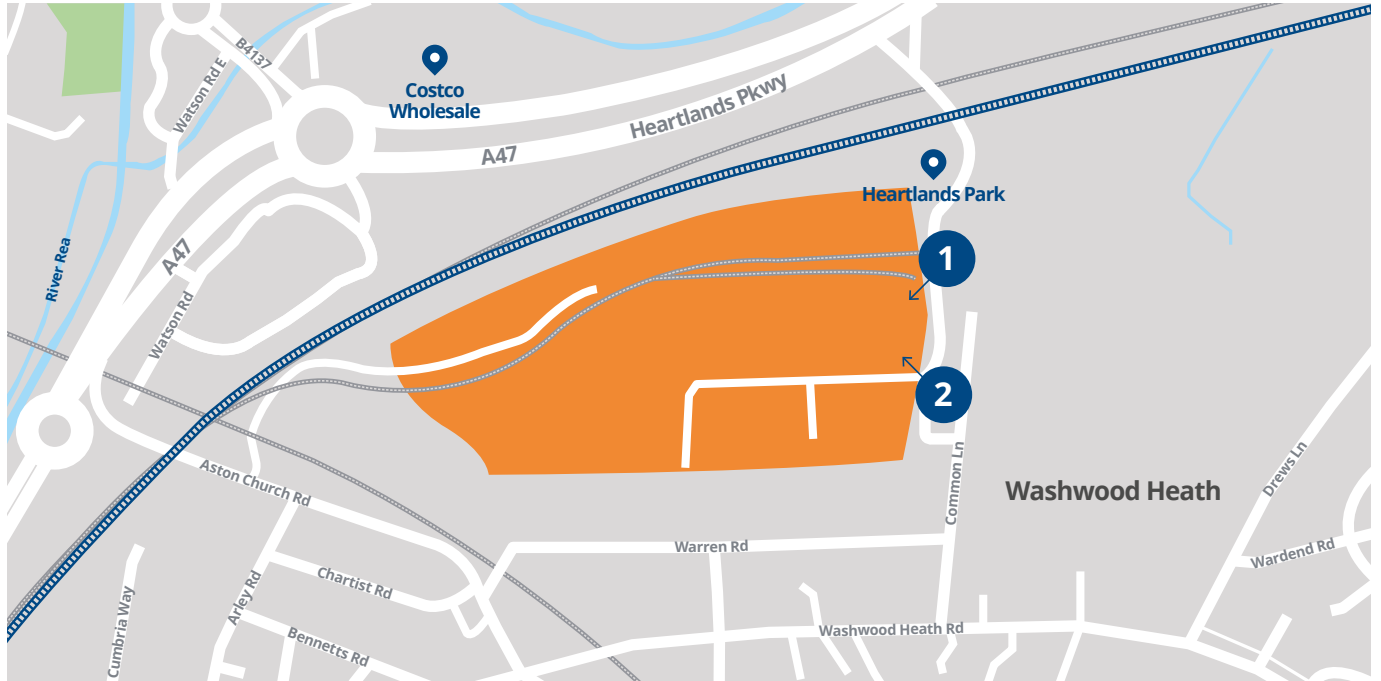 B4137
Watson Rd E
Costco
Wholesale
Heartlands Pkwy
A47
Heartlands Park
River Rea
A47
Watson Rd
1
2
Washwood Heath
Aston Church Rd
Common Ln
Drews Ln
Warren Rd
Wardend Rd
Chartist Rd
Arley Rd
Cumbria Way
Bennetts Rd
Washwood Heath Rd